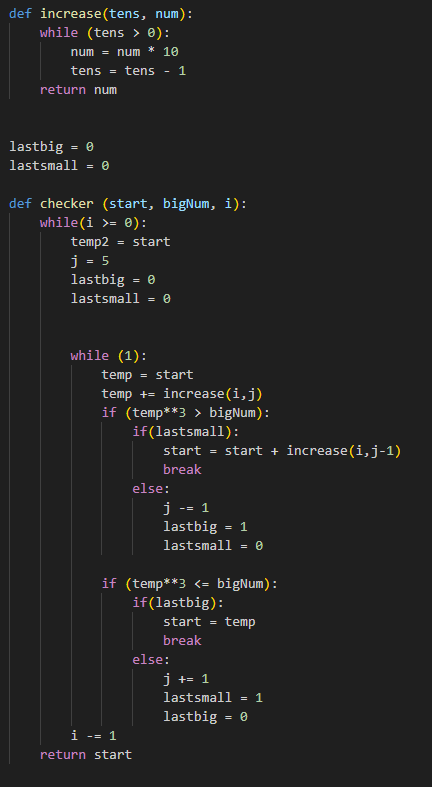 def increase(tens, num):
    while (tens > 0):
        num = num * 10
        tens = tens - 1
    return num
lastbig = 0
lastsmall = 0
def checker (start, bigNum, i):
    while(i >= 0):
        temp2 = start
        j = 5
        lastbig = 0
        lastsmall = 0
        while (1):
            temp = start
            temp += increase(i,j)
            if (temp**3 > bigNum):
                if(lastsmall):
                    start = start + increase(i,j-1)
                    break
                else:
                    j -= 1
                    lastbig = 1
                    lastsmall = 0
            if (temp**3 <= bigNum):
                if(lastbig):
                    start = temp
                    break
                else:
                    j += 1
                    lastsmall = 1
                    lastbig = 0
        i -= 1
    return start